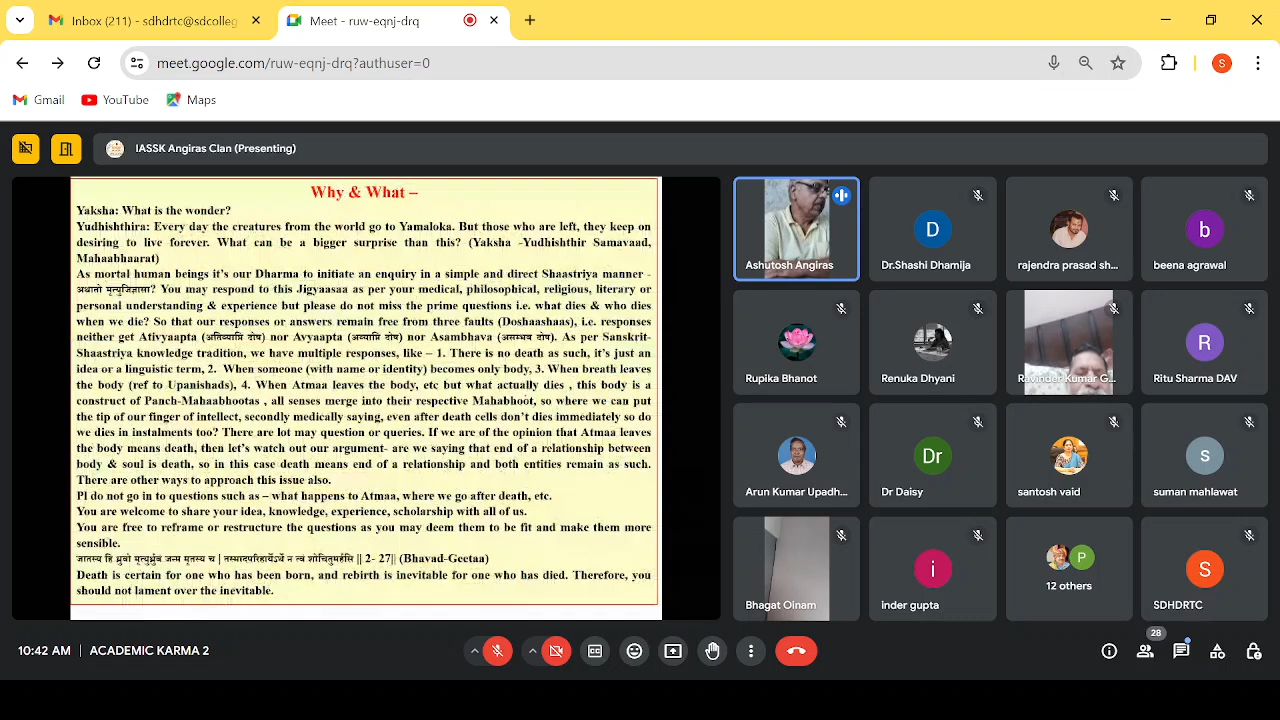 Inbox (211) - sdhdrtc@sdcolleg
Meet - ruw-eqnj-drq
meet.google.com/ruw-eqnj-drq?authuser=0
S
Gmail
YouTube
Maps
IASSK Angiras Clan (Presenting)
Why & What –
Yaksha: What is the wonder?
Yudhishthira: Every day the creatures from the world go to Yamaloka. But those who are left, they keep on
desiring to live forever. What can be a bigger surprise than this? (Yaksha -Yudhishthir Samavaad,
Mahaabhaarat)
As mortal human beings it's our Dharma to initiate an enquiry in a simple and direct Shaastriya manner -
अथातो मृत्युजिज्ञासा? You may respond to this Jigyaasaa as per your medical, philosophical, religious, literary or
personal understanding & experience but please do not miss the prime questions i.e. what dies & who dies
when we die? So that our responses or answers remain free from three faults (Doshaashaas), i.e. responses
neither get Ativyaapta (अतिव्याप्ति दोष) nor Avyaapta (अव्याप्ति दोष) nor Asambhava (असम्भव दोष). As per Sanskrit-
Shaastriya knowledge tradition, we have multiple responses, like – 1. There is no death as such, it's just an
idea or a linguistic term, 2. When someone (with name or identity) becomes only body, 3. When breath leaves
the body (ref to Upanishads), 4. When Atmaa leaves the body, etc but what actually dies , this body is a
construct of Panch-Mahaabhootas , all senses merge into their respective Mahabhoot, so where we can put
the tip of our finger of intellect, secondly medically saying, even after death cells don't dies immediately so do
we dies in instalments too? There are lot may question or queries. If we are of the opinion that Atmaa leaves
the body means death, then let's watch out our argument- are we saying that end of a relationship between
body & soul is death, so in this case death means end of a relationship and both entities remain as such.
There are other ways to approach this issue also.
Pl do not go in to questions such as – what happens to Atmaa, where we go after death, etc.
You are welcome to share your idea, knowledge, experience, scholarship with all of us.
You are free to reframe or restructure the questions as you may deem them to be fit and make them more
sensible.
जातस्य हि ध्रुवो मृत्युर्ध्रुवं जन्म मृतस्य च | तस्मादपरिहार्येऽर्थे न त्वं शोचितुमर्हसि || 2- 27|| (Bhavad-Geetaa)
Death is certain for one who has been born, and rebirth is inevitable for one who has died. Therefore, you
should not lament over the inevitable.
Ashutosh Angiras
D
Dr.Shashi Dhamija
rajendra prasad sh...
b
beena agrawal
Rupika Bhanot
Renuka Dhyani
Ravinder Kumar G...
R
Ritu Sharma DAV
Arun Kumar Upadh...
Dr
Dr Daisy
santosh vaid
s
suman mahlawat
Bhagat Oinam
i
inder gupta
P
12 others
S
SDHDRTC
10:42 AM
ACADEMIC KARMA 2
28